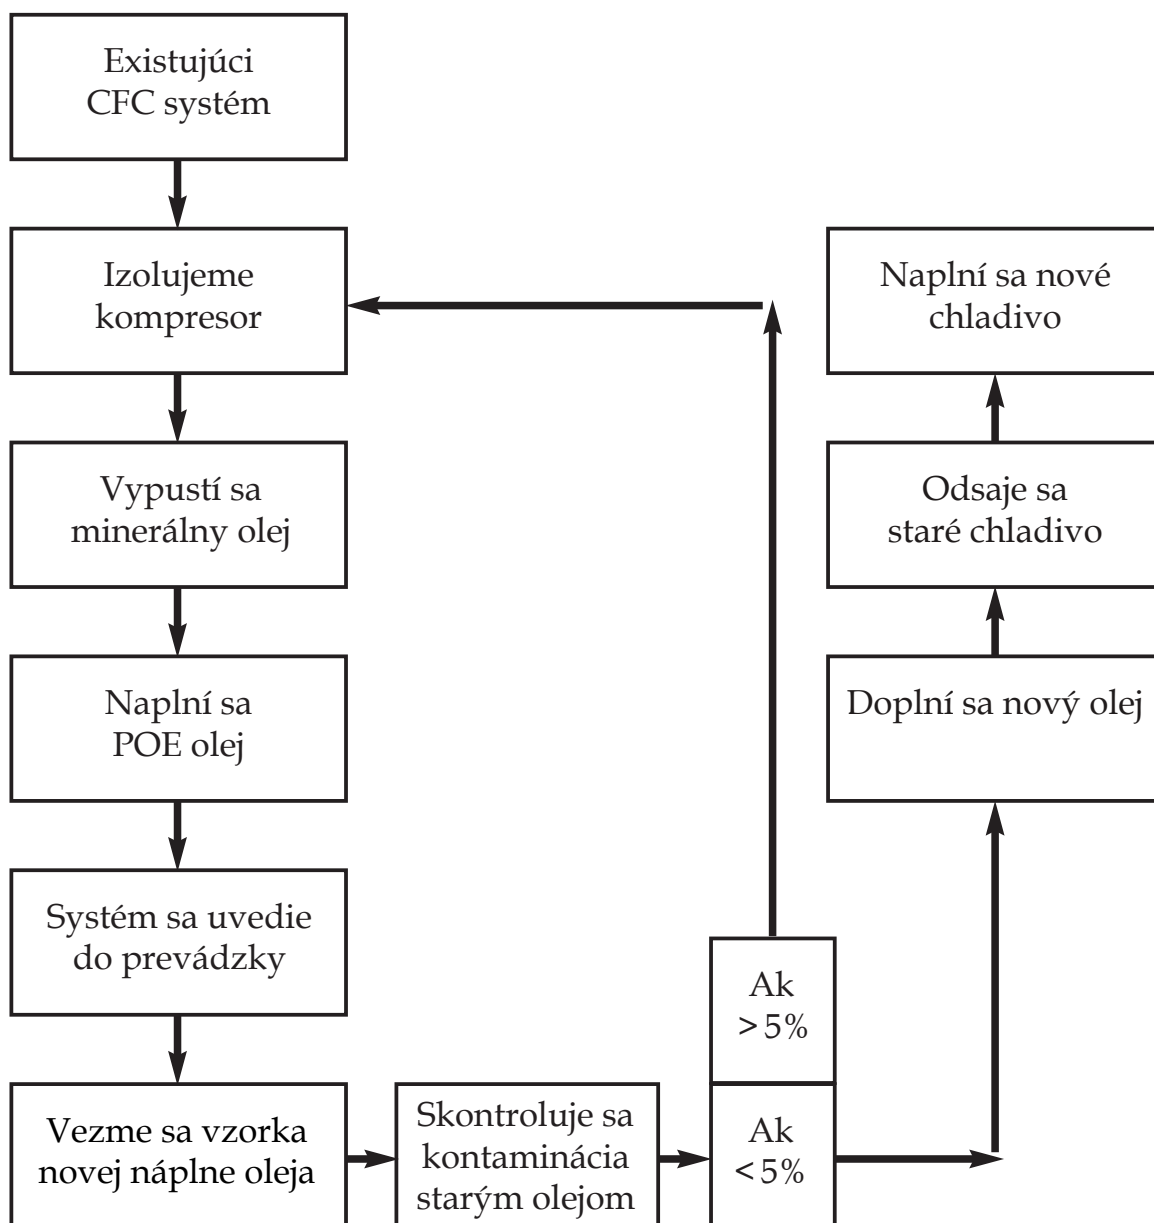 Existujúci
CFC systém
Izolujeme
kompresor
Vypustí sa
minerálny olej
Naplní sa
POE olej
Systém sa uvedie
do prevádzky
Vezme sa vzorka
novej náplne oleja
Skontroluje sa
kontaminácia
starým olejom
Ak
>5%
Ak
<5%
Doplní sa nový olej
Odsaje sa
staré chladivo
Naplní sa nové
chladivo